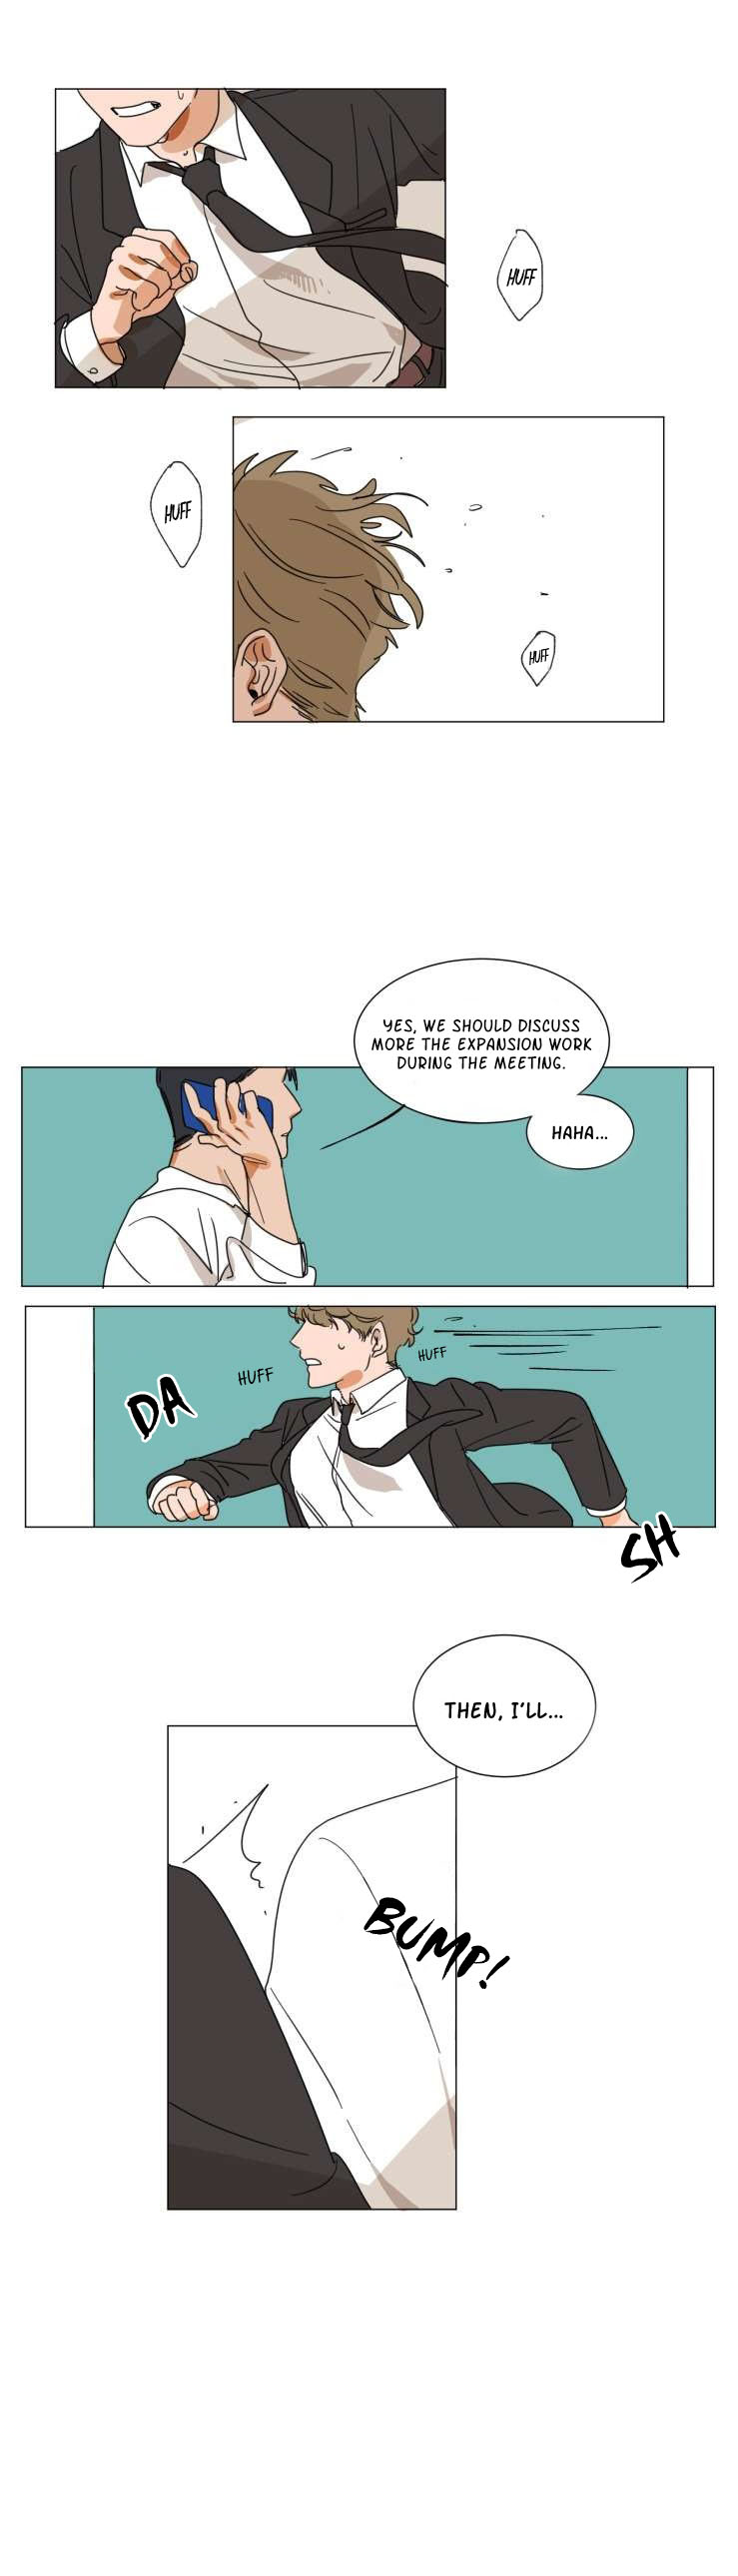 HUFF
HUFF
HUFF
YES, WE SHOULD DISCUSS
MORE THE EXPANSION WORK
DURING THE MEETING.
HAHA...
HUFF
HUFF
DA
SH
THEN, I'LL...
BUMP!